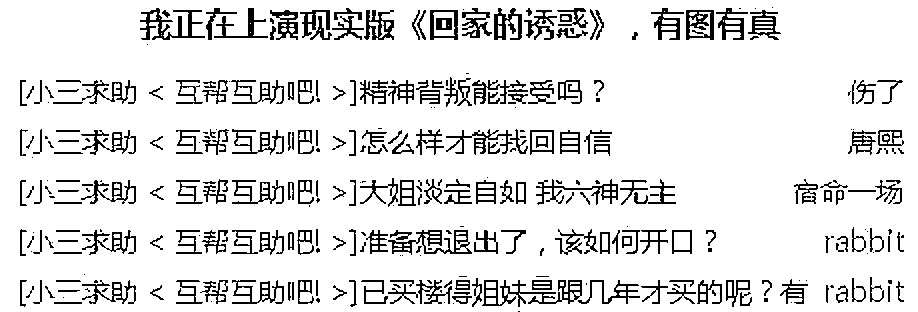 我正在上演现实版《回家的诱惑》，有图有真
[小三求助 < 互帮互助吧! >]精神背叛能接受吗？ 伤了
[小三求助 < 互帮互助吧! >]怎么样才能找回自信 唐熙
[小三求助 < 互帮互助吧! >]大姐淡定自如 我六神无主 宿命一场
[小三求助 < 互帮互助吧! >]准备想退出了，该如何开口？ rabbit
[小三求助 < 互帮互助吧! >]已买楼得姐妹是跟几年才买的呢？有 rabbit